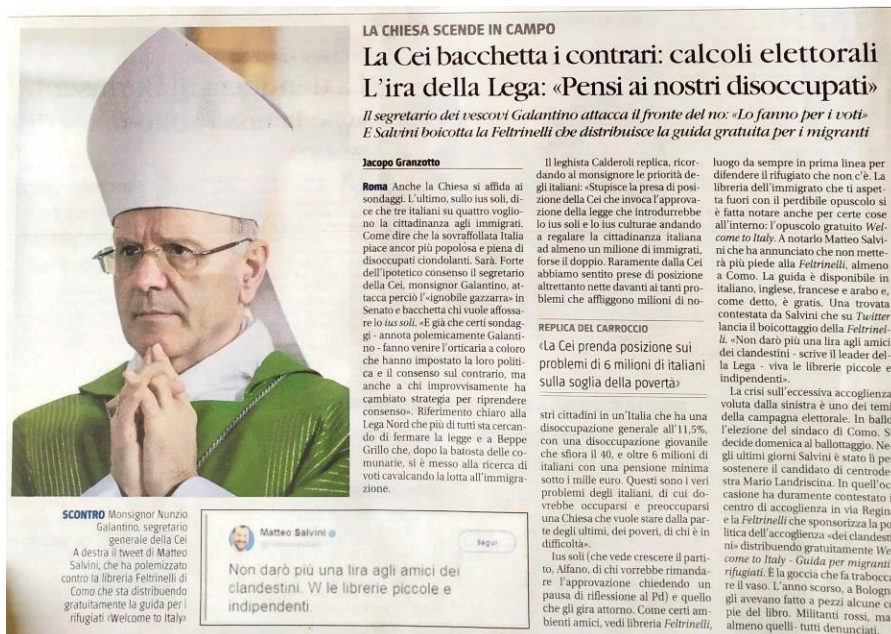 LA CHIESA SCENDE IN CAMPO
La Cei bacchetta i contrari: calcoli elettorali
L'ira della Lega: «Pensi ai nostri disoccupati»
Il segretario dei vescovi Galantino attacca il fronte del no: «Lo fanno per i voti»
E Salvini boicotta la Feltrinelli che distribuisce la guida gratuita per i migranti
Jacopo Granzotto
Roma Anche la Chiesa si affida ai
sondaggi. L'ultimo, sullo ius soli, di-
ce che tre italiani su quattro voglio-
no la cittadinanza agli immigrati.
Come dire che la sovraffollata Italia
piace ancor più popolosa e piena di
disoccupati ciondolanti. Sarà. Forte
dell'ipotetico consenso il segretario
della Cei, monsignor Galantino, at-
tacca perciò l'«ignobile gazzarra» in
Senato e bacchetta chi vuole affossa-
re lo ius soli. «E già che certi sondag-
gi - annota polemicamente Galanti-
no - fanno venire l'orticaria a coloro
che hanno impostato la loro politi-
ca e il consenso sul contrario, ma
anche a chi improvvisamente ha
cambiato strategia per riprendere
consenso». Riferimento chiaro alla
Lega Nord che più di tutti sta cercan-
do di fermare la legge e a Beppe
Grillo che, dopo la batosta delle co-
munarie, si è messo alla ricerca di
voti cavalcando la lotta all'immigra-
zione.
Il leghista Calderoli replica, ricor-
dando al monsignore le priorità de-
gli italiani: «Stupisce la presa di posi-
zione della Cei che invoca l'approva-
zione della legge che introdurrebbe
lo ius soli e lo ius culturae andando
a regalare la cittadinanza italiana
ad almeno un milione di immigrati,
forse il doppio. Raramente dalla Cei
abbiamo sentito prese di posizione
altrettanto nette davanti ai tanti pro-
blemi che affliggono milioni di no-
REPLICA DEL CARROCCIO
«La Cei prenda posizione sui
problemi di 6 milioni di italiani
sulla soglia della povertà»
stri cittadini in un'Italia che ha una
disoccupazione generale all'11,5%,
con una disoccupazione giovanile
che sfiora il 40, e oltre 6 milioni di
italiani con una pensione minima
sotto i mille euro. Questi sono i veri
problemi degli italiani, di cui do-
vrebbe occuparsi e preoccuparsi
una Chiesa che vuole stare dalla par-
te degli ultimi, dei poveri, di chi è in
difficoltà».
Ius soli (che vede crescere il parti-
to, Alfano, di chi vorrebbe rimanda-
re l'approvazione chiedendo un
pausa di riflessione al Pd) e quello
che gli gira attorno. Come certi am-
bienti amici, vedi libreria Feltrinelli,
luogo da sempre in prima linea per
difendere il rifugiato che non c'è. La
libreria dell'immigrato che ti aspet-
ta fuori con il perdibile opuscolo si
è fatta notare anche per certe cose
all'interno: l'opuscolo gratuito Wel-
come to Italy. A notarlo Matteo Salvi-
ni che ha annunciato che non mette-
rà più piede alla Feltrinelli, almeno
a Como. La guida è disponibile in
italiano, inglese, francese e arabo e,
come detto, è gratis. Una trovata
contestata da Salvini che su Twitter
lancia il boicottaggio della Feltrinel-
li. «Non darò più una lira agli amici
dei clandestini - scrive il leader del-
la Lega - viva le librerie piccole e
indipendenti».
La crisi sull'eccessiva accoglienza
voluta dalla sinistra è uno dei temi
della campagna elettorale. In ballo
l'elezione del sindaco di Como. Si
decide domenica al ballottaggio. Ne-
gli ultimi giorni Salvini è stato lì per
sostenere il candidato di centrode-
stra Mario Landriscina. In quell'oc-
casione ha duramente contestato i
centro di accoglienza in via Regin
e la Feltrinelli che sponsorizza la po
litica dell'accoglienza «dei clandesti
ni» distribuendo gratuitamente We
come to Italy - Guida per migranti
rifugiati. È la goccia che fa trabocc
re il vaso. L'anno scorso, a Bologn
gli avevano fatto a pezzi alcune co
pie del libro. Militanti rossi, ma
almeno quelli - tutti denunciati.
SCONTRO Monsignor Nunzio
Galantino, segretario
generale della Cei
A destra il tweet di Matteo
Salvini, che ha polemizzato
contro la libreria Feltrinelli di
Como che sta distribuendo
gratuitamente la guida per i
rifugiati «Welcome to Italy»
Matteo Salvini
Segui
Non darò più una lira agli amici dei
clandestini. W le librerie piccole e
indipendenti.